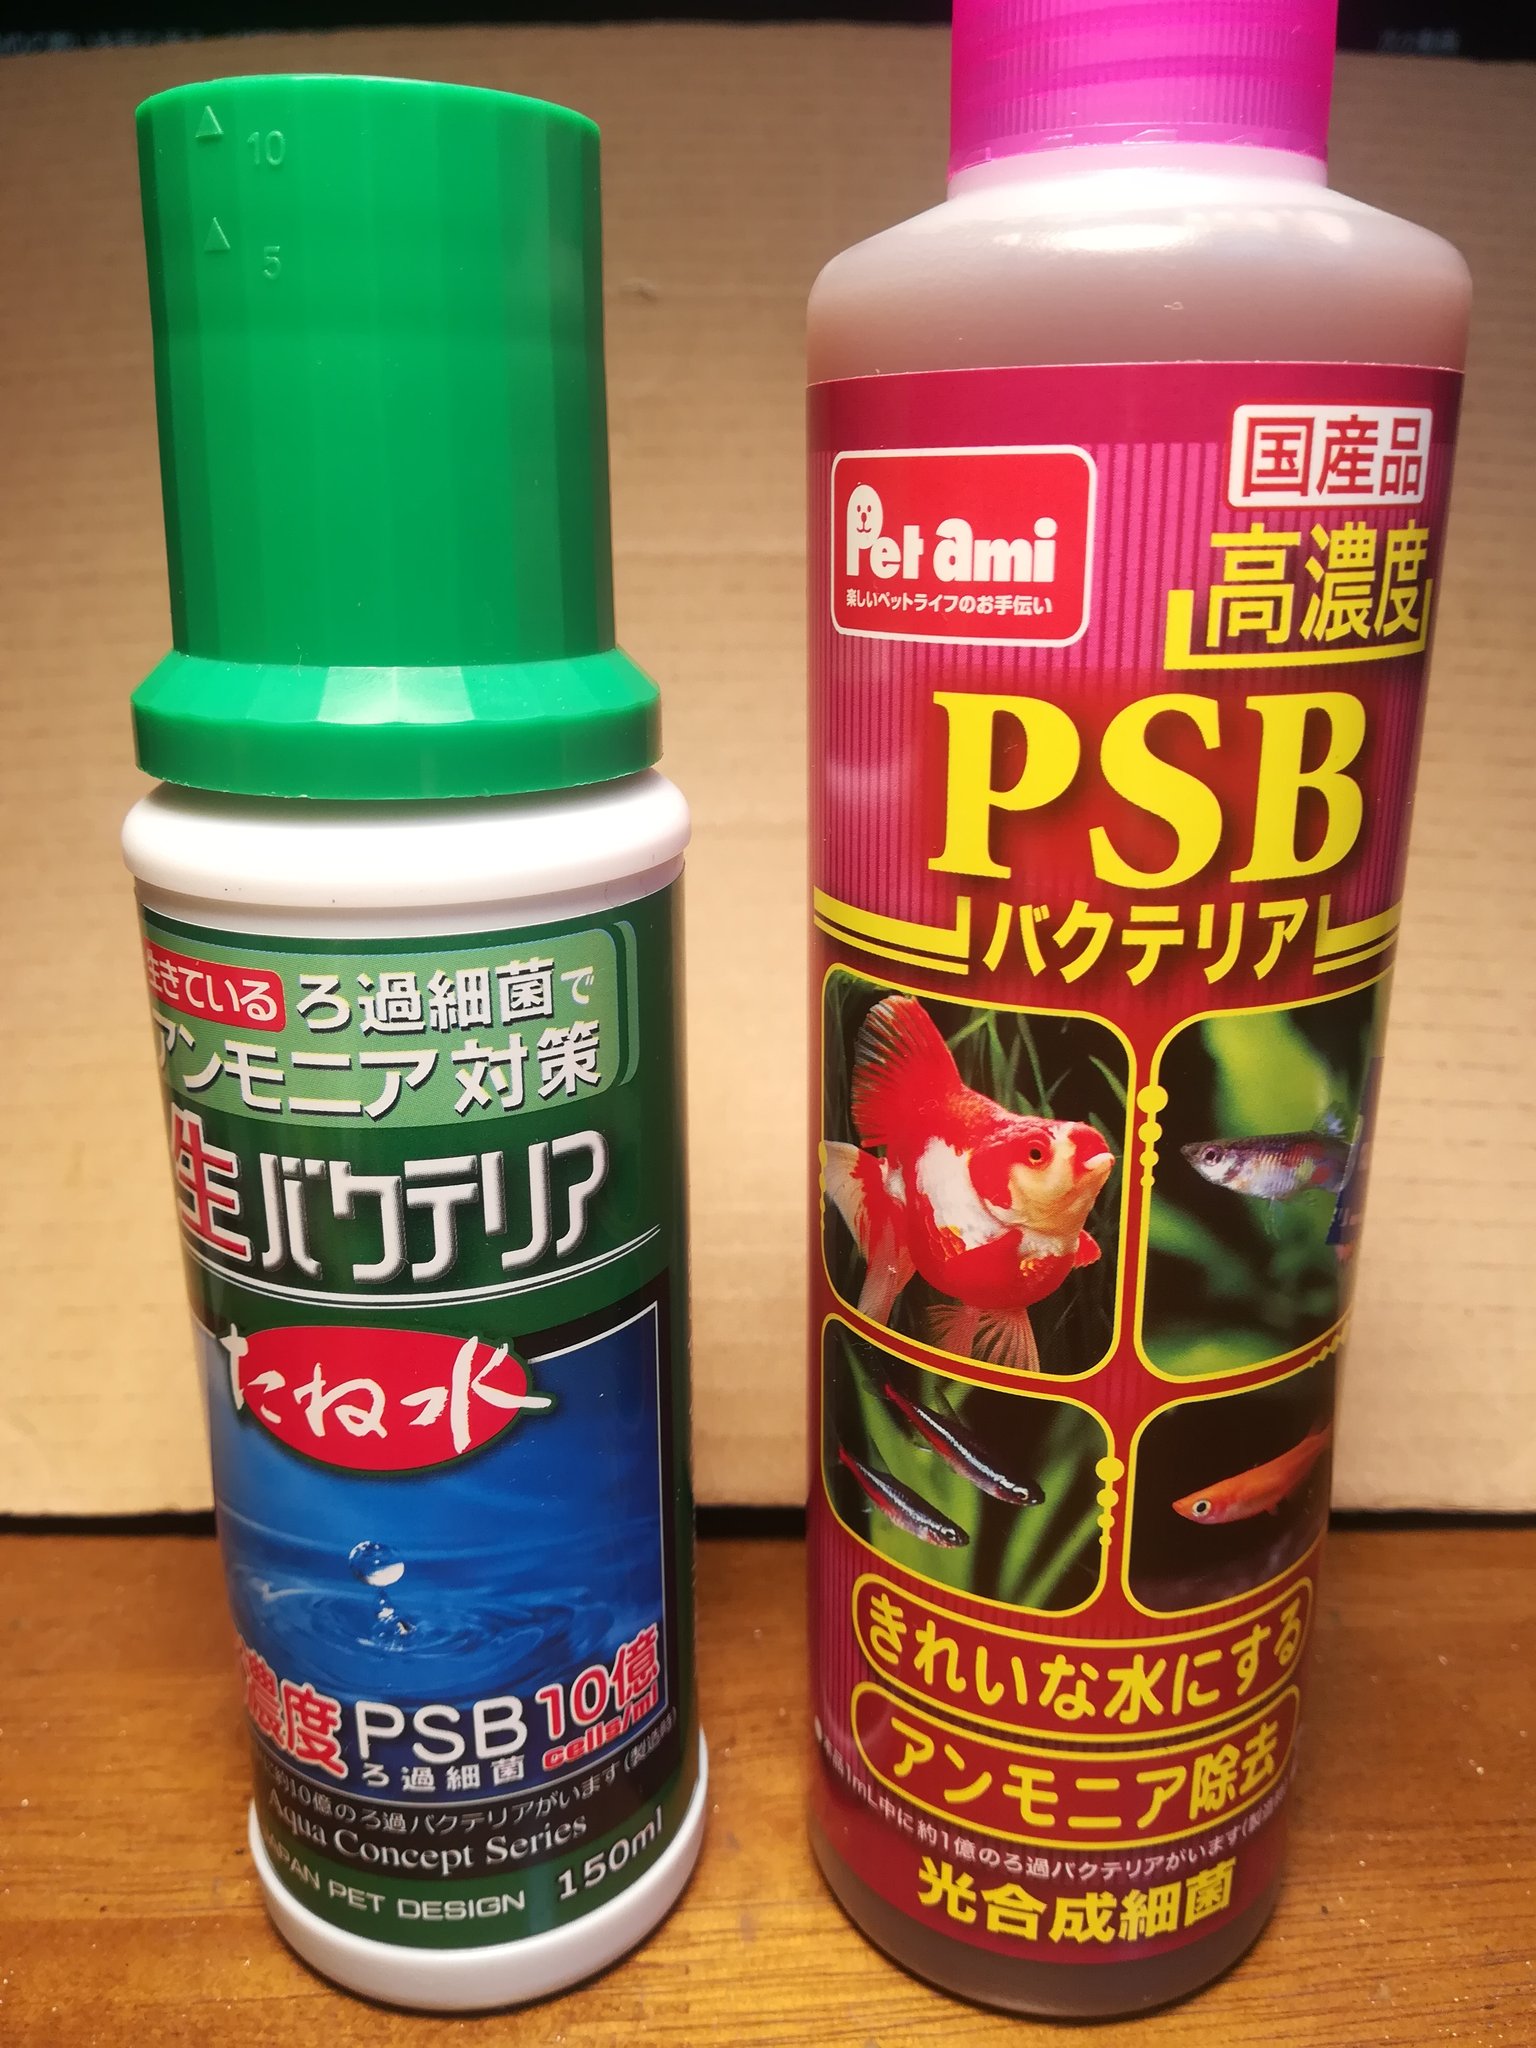 10
5
生きている ろ過細菌で
アンモニア対策
生バクテリア
たね水
濃度 PSB 10億
ろ過細菌 cells/ml
約10億のろ過バクテリアがいます(製造時)
Aqua Concept Series
JAPAN PET DESIGN 150ml
Pet ami
楽しいペットライフのお手伝い
国産品
高濃度
PSB
バクテリア
きれいな水にする
アンモニア除去
1mL中に約1億のろ過バクテリアがいます(製造時
光合成細菌